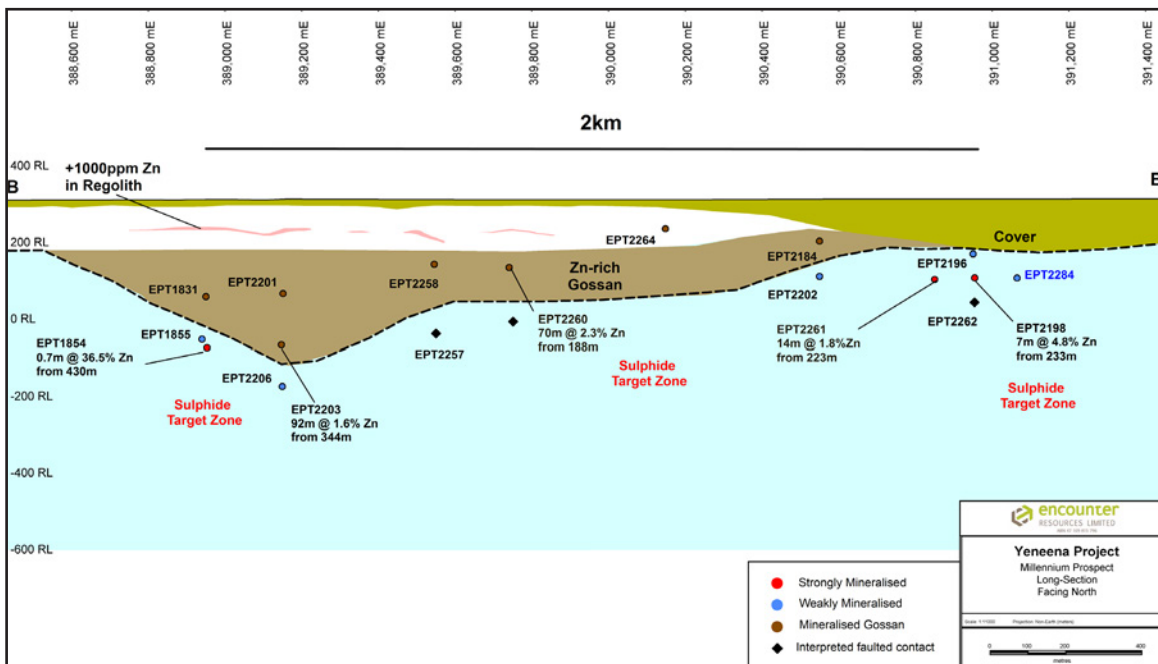 388,600 mE
388,800 mE
389,000 mE
389,200 mE
389,400 mE
389,600 mE
389,800 mE
390,000 mE
390,200 mE
390,400 mE
390,600 mE
390,800 mE
391,000 mE
391,200 mE
391,400 mE
2km
400 RL
+1000ppm Zn
in Regolith
B
200 RL
EPT2264
Cover
EPT2184
EPT2196
Zn-rich
Gossan
EPT1831
EPT2201
EPT2258
EPT2202
EPT2284
0 RL
EPT1855
EPT1854
0.7m @ 36.5% Zn
from 430m
EPT2257
EPT2260
70m @ 2.3% Zn
from 188m
EPT2261
14m @ 1.8%Zn
from 223m
EPT2262
EPT2198
7m @ 4.8% Zn
from 233m
EPT2206
EPT2203
92m @ 1.6% Zn
from 344m
Sulphide
Target Zone
Sulphide
Target Zone
Sulphide
Target Zone
-200 RL
-400 RL
-600 RL
Strongly Mineralised
Weakly Mineralised
Mineralised Gossan
Interpreted faulted contact
encounter
RESOURCES LIMITED
Yeneena Project
Millennium Prospect
Long-Section
Facing North
0 100 200 400
metres